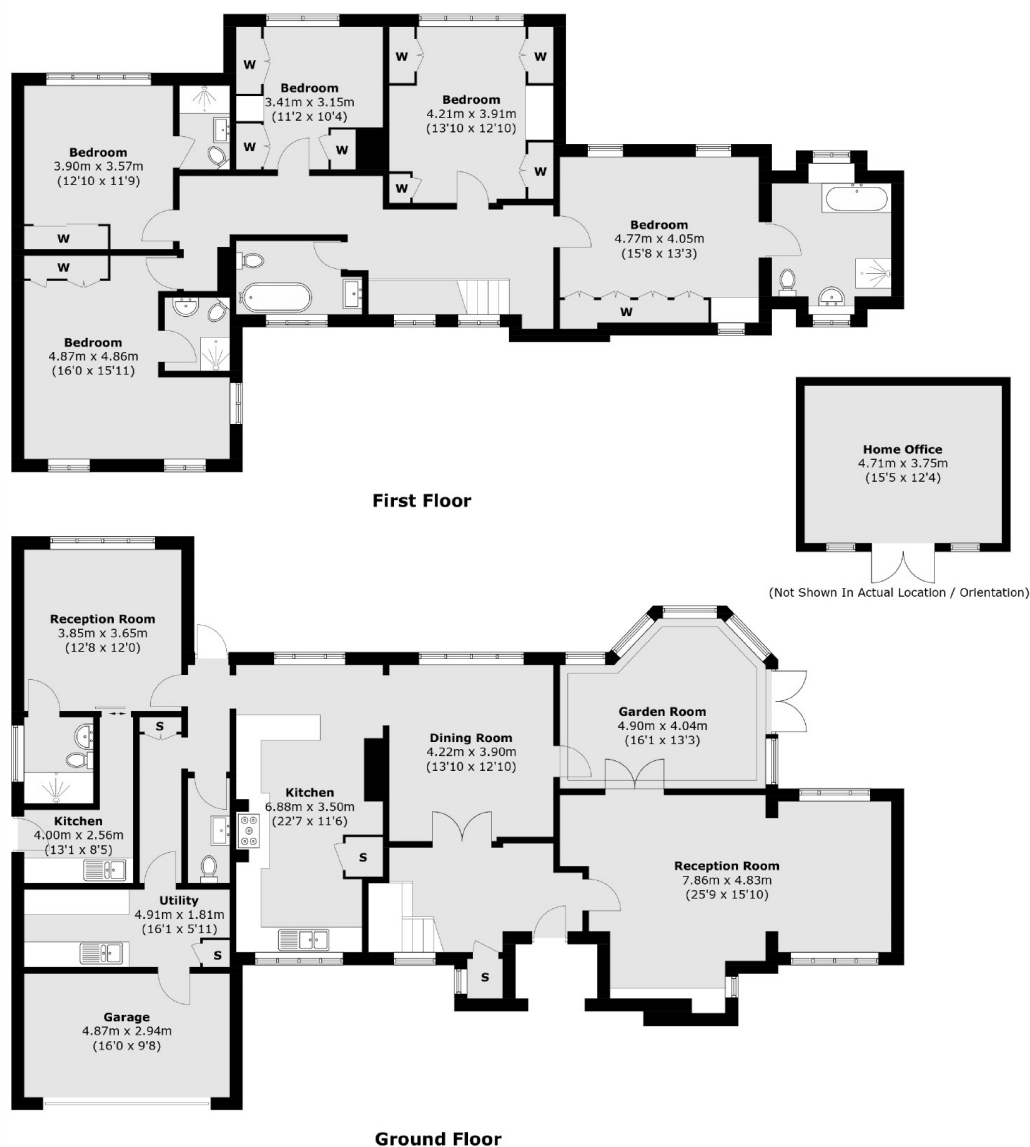 W
W
W
Bedroom
3.41m x 3.15m
(11'2 x 10'4)
Bedroom
4.21m x 3.91m
(13'10 x 12'10)
W
W
W
W
Bedroom
3.90m x 3.57m
(12'10 x 11'9)
W
W
Bedroom
4.77m x 4.05m
(15'8 x 13'3)
W
Bedroom
4.87m x 4.86m
(16'0 x 15'11)
First Floor
Home Office
4.71m x 3.75m
(15'5 x 12'4)
(Not Shown In Actual Location / Orientation)
Reception Room
3.85m x 3.65m
(12'8 x 12'0)
S
Garden Room
4.90m x 4.04m
(16'1 x 13'3)
Dining Room
4.22m x 3.90m
(13'10 x 12'10)
Kitchen
6.88m x 3.50m
(22'7 x 11'6)
Kitchen
4.00m x 2.56m
(13'1 x 8'5)
S
Reception Room
7.86m x 4.83m
(25'9 x 15'10)
Utility
4.91m x 1.81m
(16'1 x 5'11)
S
S
Garage
4.87m x 2.94m
(16'0 x 9'8)
Ground Floor